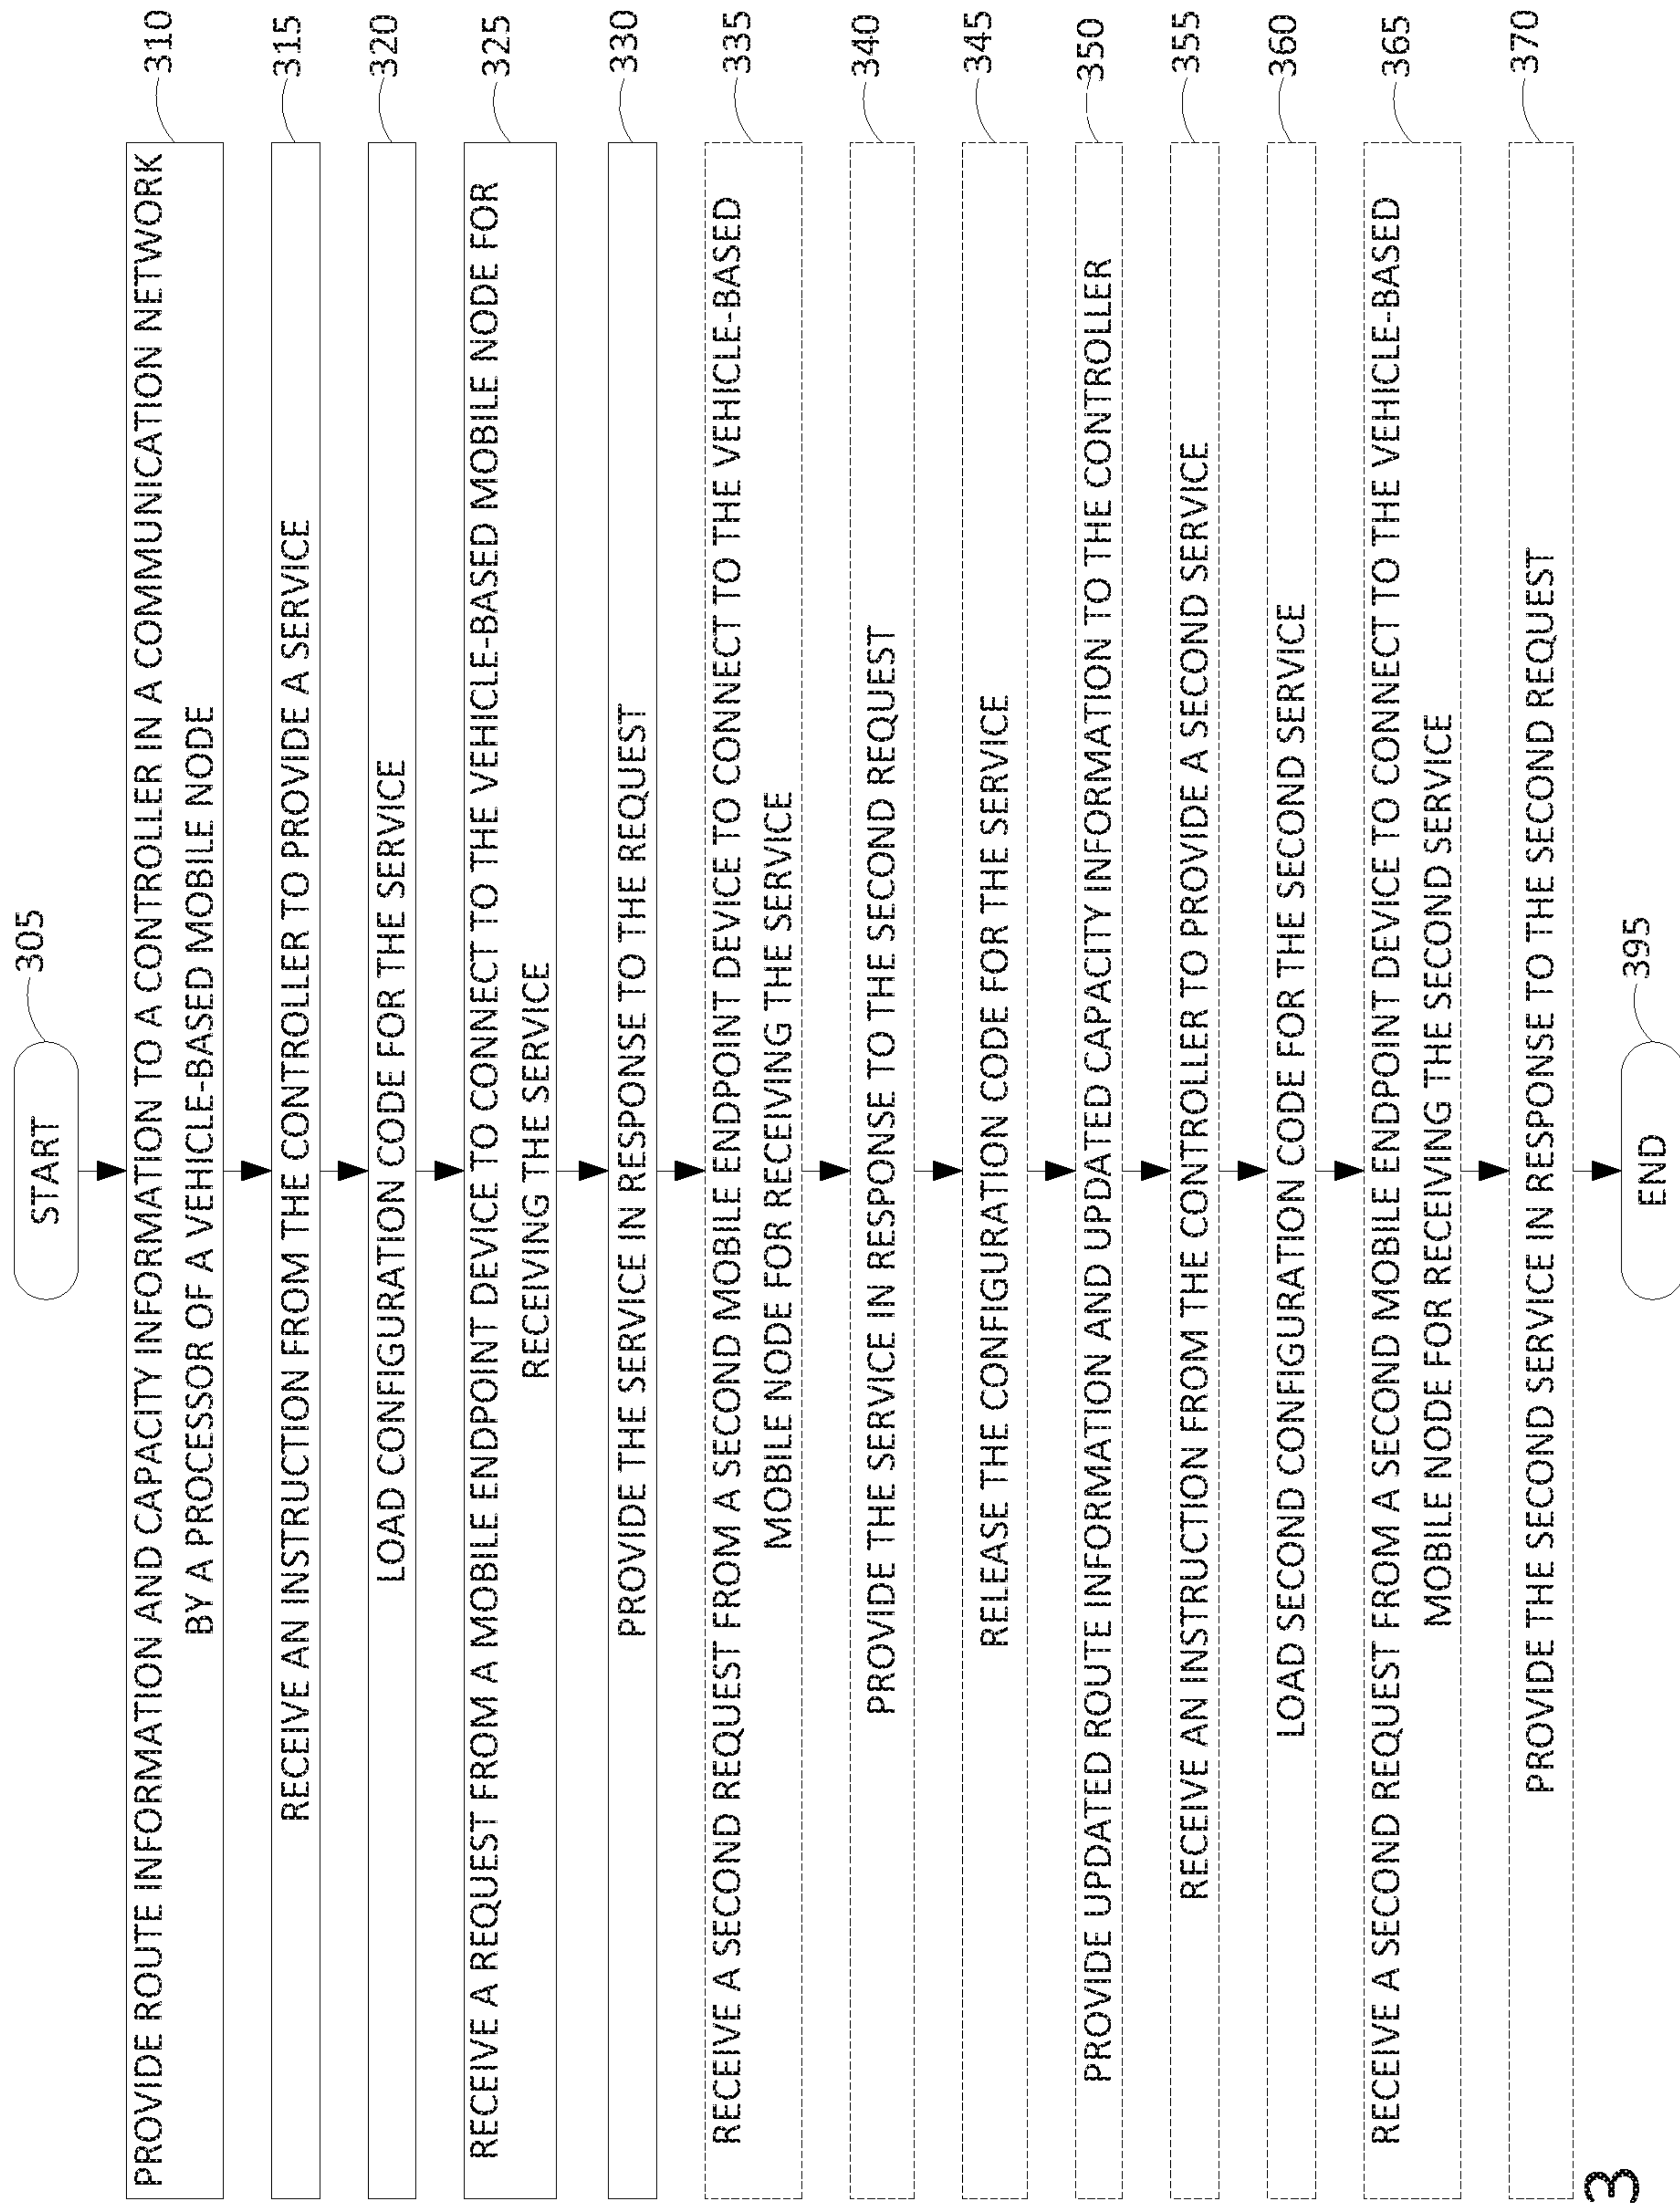 START
305
PROVIDE ROUTE INFORMATION AND CAPACITY INFORMATION TO A CONTROLLER IN A COMMUNICATION NETWORK
BY A PROCESSOR OF A VEHICLE-BASED MOBILE NODE
310
RECEIVE AN INSTRUCTION FROM THE CONTROLLER TO PROVIDE A SERVICE
315
LOAD CONFIGURATION CODE FOR THE SERVICE
320
RECEIVE A REQUEST FROM A MOBILE ENDPOINT DEVICE TO CONNECT TO THE VEHICLE-BASED MOBILE NODE FOR
RECEIVING THE SERVICE
325
PROVIDE THE SERVICE IN RESPONSE TO THE REQUEST
330
RECEIVE A SECOND REQUEST FROM A SECOND MOBILE ENDPOINT DEVICE TO CONNECT TO THE VEHICLE-BASED
MOBILE NODE FOR RECEIVING THE SERVICE
335
PROVIDE THE SERVICE IN RESPONSE TO THE SECOND REQUEST
340
RELEASE THE CONFIGURATION CODE FOR THE SERVICE
345
PROVIDE UPDATED ROUTE INFORMATION AND UPDATED CAPACITY INFORMATION TO THE CONTROLLER
350
RECEIVE AN INSTRUCTION FROM THE CONTROLLER TO PROVIDE A SECOND SERVICE
355
LOAD SECOND CONFIGURATION CODE FOR THE SECOND SERVICE
360
RECEIVE A SECOND REQUEST FROM A SECOND MOBILE ENDPOINT DEVICE TO CONNECT TO THE VEHICLE-BASED
MOBILE NODE FOR RECEIVING THE SECOND SERVICE
365
PROVIDE THE SECOND SERVICE IN RESPONSE TO THE SECOND REQUEST
370
END
395
3